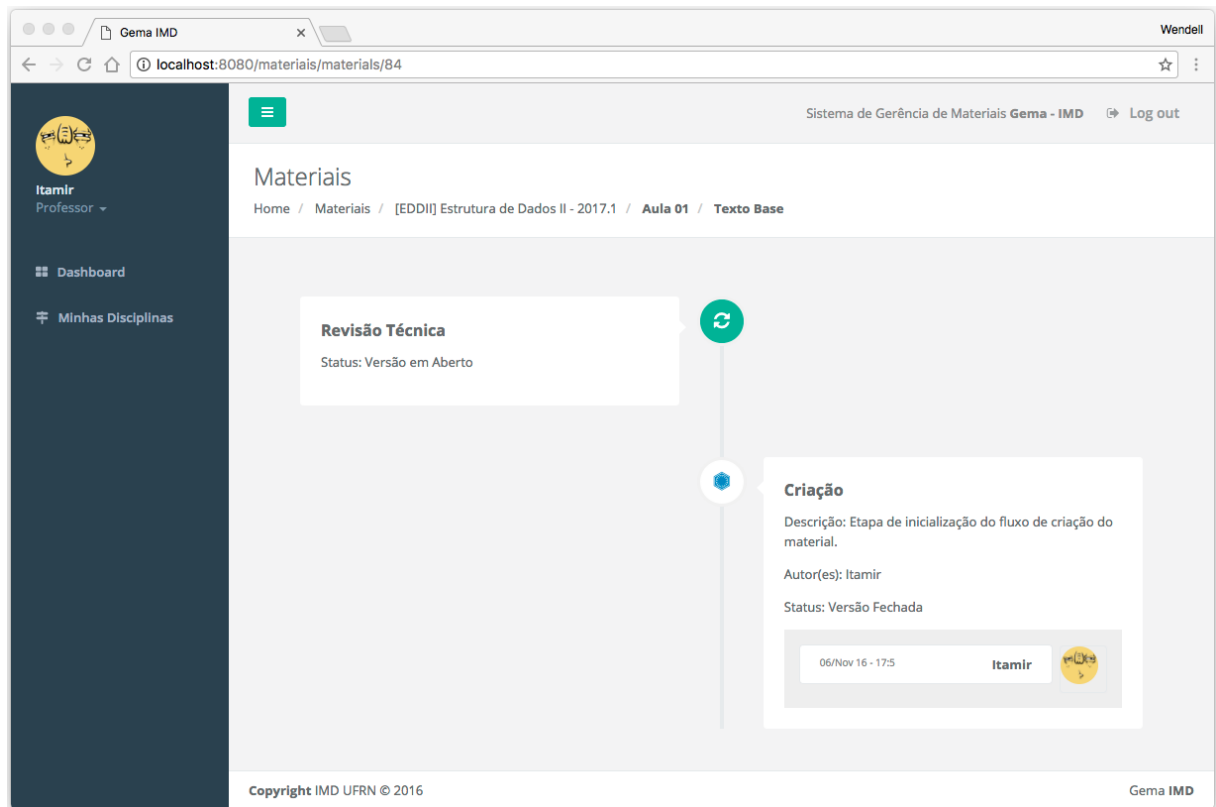 Gema IMD
Wendell
localhost:8080/materiais/materials/84
Sistema de Gerência de Materiais Gema - IMD Log out
Itamir
Professor
Dashboard
Minhas Disciplinas
Materiais
Home / Materiais / [EDDII] Estrutura de Dados II - 2017.1 / Aula 01 / Texto Base
Revisão Técnica
Status: Versão em Aberto
Criação
Descrição: Etapa de inicialização do fluxo de criação do
material.
Autor(es): Itamir
Status: Versão Fechada
06/Nov 16 - 17:5 Itamir
Copyright IMD UFRN © 2016 Gema IMD